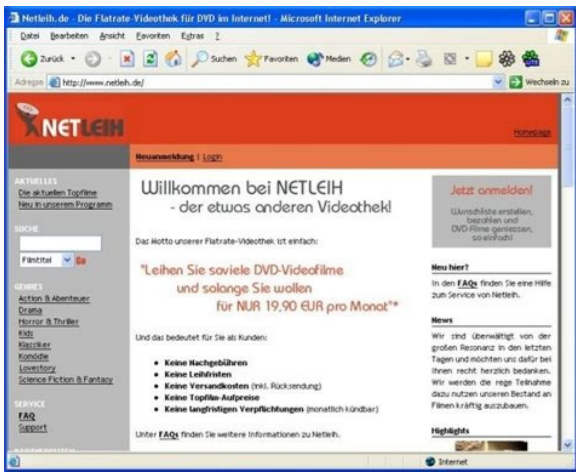 Netleih.de - Die Flatrate-Videothek für DVD im Internet! - Microsoft Internet Explorer
Datei Bearbeiten Ansicht Favoriten Extras ?
Zurück Suchen Favoriten Medien
Adresse http://www.netleih.de/ Wechseln zu
NETLEIH
Homepage
Neuanmeldung | Login
AKTUELLES
Die aktuellen Topfilme
Neu in unserem Programm
SUCHE
Filmtitel Go
GENRES
Action & Abenteuer
Drama
Horror & Thriller
Kids
Klassiker
Komödie
Lovestory
Science Fiction & Fantasy
SERVICE
FAQ
Support
Willkommen bei NETLEIH
- der etwas anderen Videothek!
Das Motto unserer Flatrate-Videothek ist einfach:
"Leihen Sie soviele DVD-Videofilme
und solange Sie wollen
für NUR 19,90 EUR pro Monat"*
Und das bedeutet für Sie als Kunden:
• Keine Nachgebühren
• Keine Leihfristen
• Keine Versandkosten (inkl. Rücksendung)
• Keine Topfilm-Aufpreise
• Keine langfristigen Verpflichtungen (monatlich kündbar)
Unter FAQs finden Sie weitere Informationen zu Netleih.
Jetzt anmelden!
Wunschliste erstellen,
bezahlen und
DVD-Filme geniessen,
so einfach!
Neu hier?
In den FAQs finden Sie eine Hilfe
zum Service von Netleih.
News
Wir sind überwältigt von der
großen Resonanz in den letzten
Tagen und möchten uns dafür bei
Ihnen recht herzlich bedanken.
Wir werden die rege Teilnahme
dazu nutzen unseren Bestand an
Filmen kräftig auszubauen.
Highlights
Internet